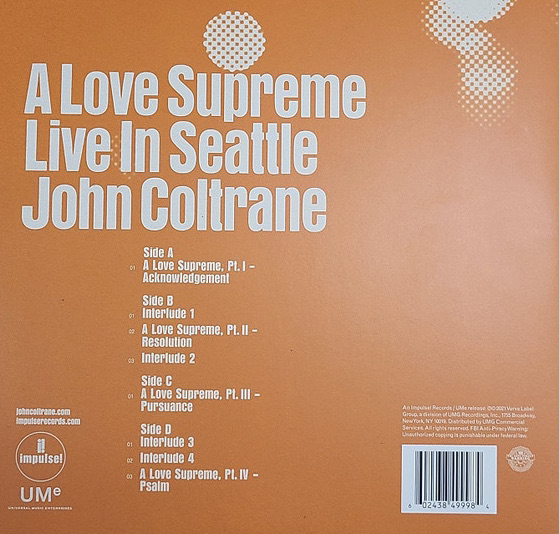 A Love Supreme
Live In Seattle
John Coltrane
Side A
01 A Love Supreme, Pt. I –
Acknowledgement
Side B
01 Interlude 1
02 A Love Supreme, Pt. II –
Resolution
03 Interlude 2
Side C
01 A Love Supreme, Pt. III –
Pursuance
Side D
01 Interlude 3
02 Interlude 4
03 A Love Supreme, Pt. IV –
Psalm
johncoltrane.com
impulserecords.com
impulse!
UMe
UNIVERSAL MUSIC ENTERPRISES
An Impulse! Records / UMe release. ℗© 2021 Verve Label
Group, a division of UMG Recordings, Inc., 1755 Broadway,
New York, NY 10019. Distributed by UMG Commercial
Services. All rights reserved. FBI Anti-Piracy Warning:
Unauthorized copying is punishable under federal law.
6 02438 49998 4